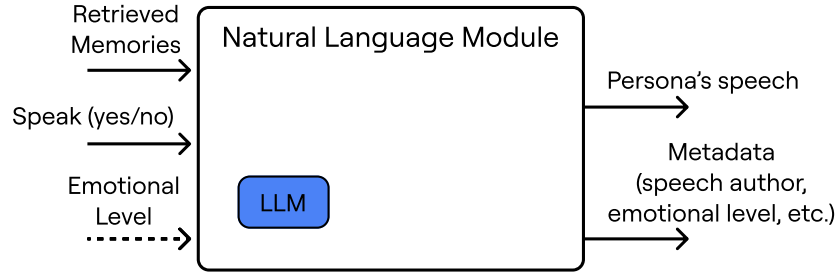 Retrieved
Memories
Natural Language Module
Speak (yes/no)
Emotional
Level
LLM
Persona's speech
Metadata
(speech author,
emotional level, etc.)